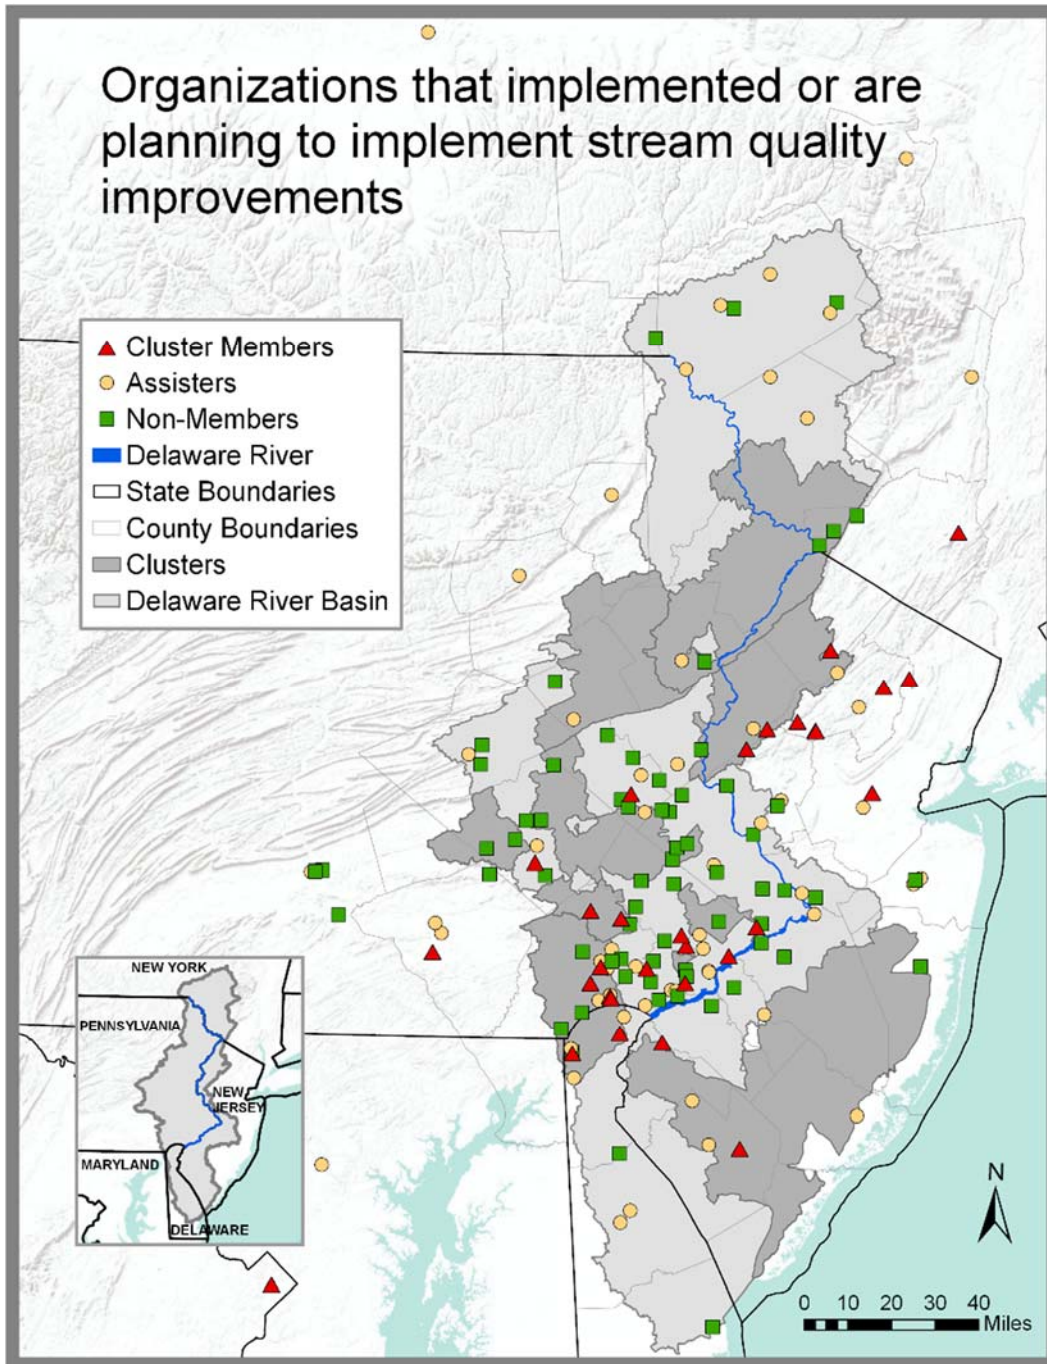 Organizations that implemented or are
planning to implement stream quality
improvements
Cluster Members
Assisters
Non-Members
Delaware River
State Boundaries
County Boundaries
Clusters
Delaware River Basin
NEW YORK
PENNSYLVANIA
NEW
JERSEY
MARYLAND
DELAWARE
N
0 10 20 30 40
Miles